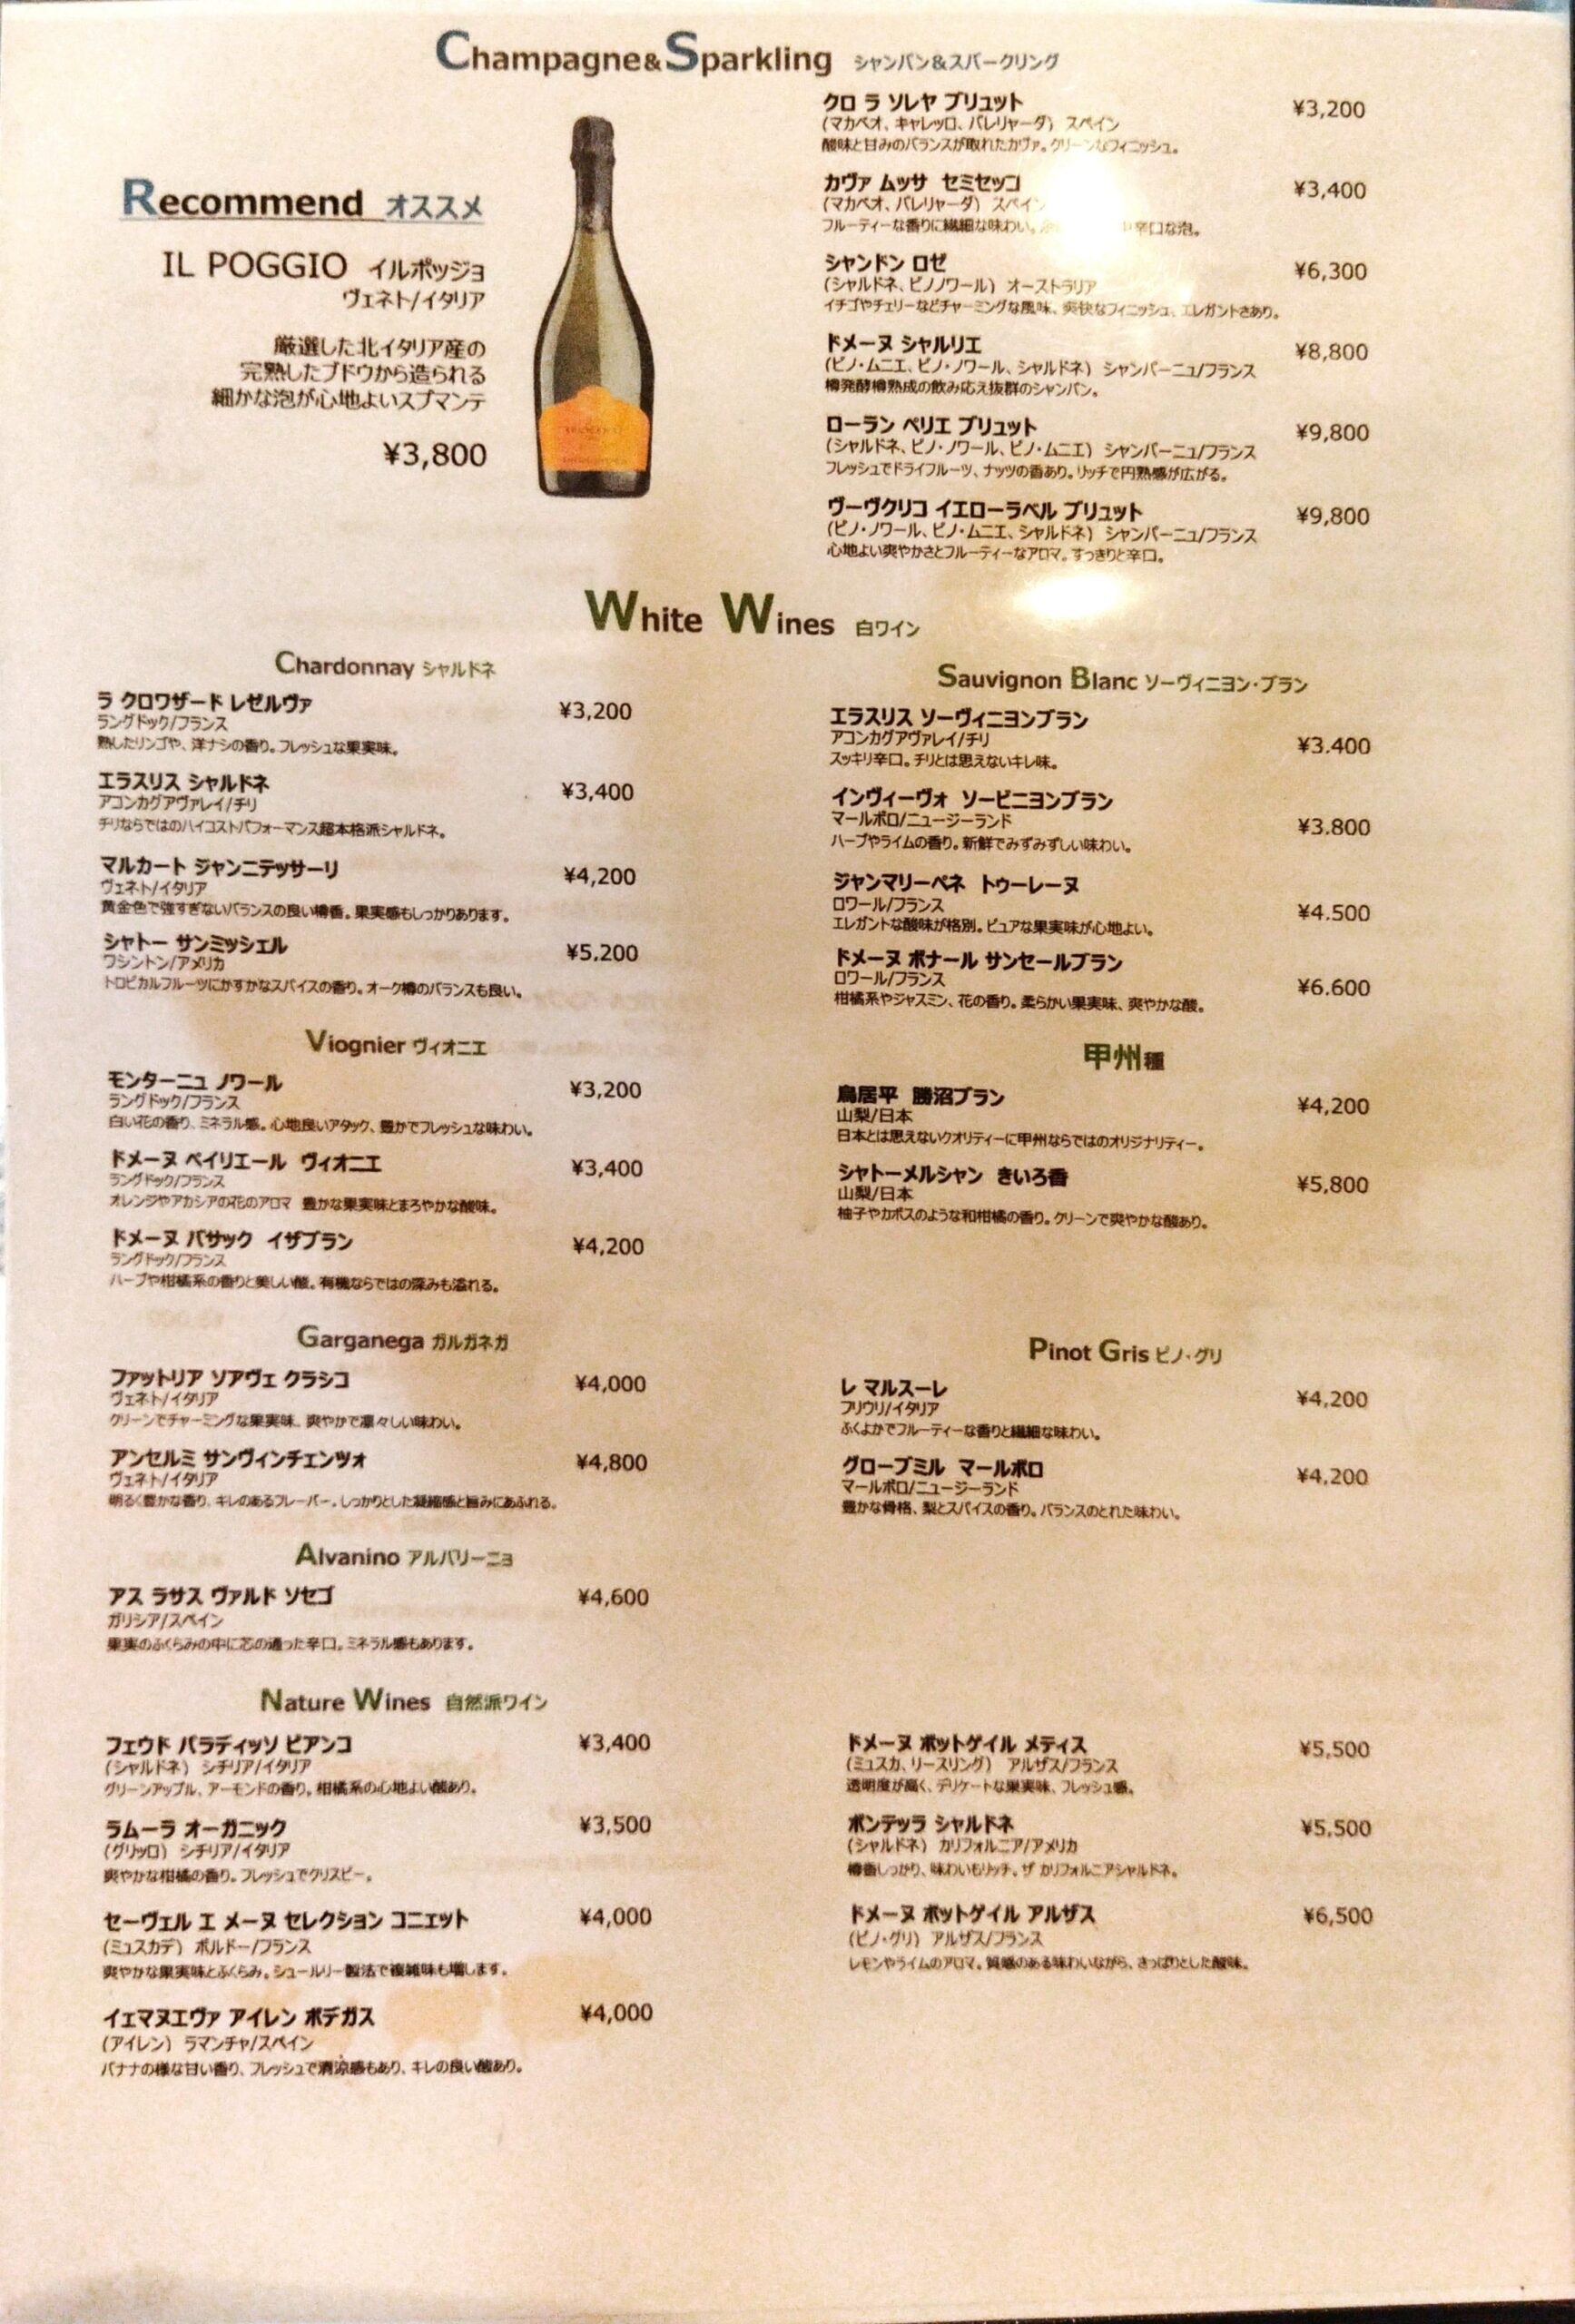 Champagne&Sparkling シャンパン&スパークリング
Recommend オススメ
IL POGGIO イルポッジョ
ヴェネト/イタリア
厳選した北イタリア産の
完熟したブドウから造られる
細かな泡が心地よいスプマンテ
¥3,800
クロ ラ ソレヤ ブリュット ¥3,200
(マカベオ、キャレッロ、パレリャーダ) スペイン
酸味と甘みのバランスが取れたカヴァ。クリーンなフィニッシュ。
カヴァ ムッサ セミセッコ ¥3,400
(マカベオ、パレリャーダ) スペイン
フルーティーな香りに繊細な味わい。 辛口な泡。
シャンドン ロゼ ¥6,300
(シャルドネ、ピノノワール) オーストラリア
イチゴやチェリーなどチャーミングな風味、爽快なフィニッシュ、エレガントさあり。
ドメーヌ シャルリエ ¥8,800
(ピノ・ムニエ、ピノ・ノワール、シャルドネ) シャンパーニュ/フランス
樽発酵樽熟成の飲み応え抜群のシャンパン。
ローラン ペリエ ブリュット ¥9,800
(シャルドネ、ピノ・ノワール、ピノ・ムニエ) シャンパーニュ/フランス
フレッシュでドライフルーツ、ナッツの香あり。リッチで円熟感が広がる。
ヴーヴクリコ イエローラベル ブリュット ¥9,800
(ピノ・ノワール、ピノ・ムニエ、シャルドネ) シャンパーニュ/フランス
心地よい爽やかさとフルーティーなアロマ。すっきりと辛口。
White Wines 白ワイン
Chardonnay シャルドネ
ラ クロワザード レゼルヴァ ¥3,200
ラングドック/フランス
熟したリンゴや、洋ナシの香り。フレッシュな果実味。
エラスリス シャルドネ ¥3,400
アコンカグアヴァレイ/チリ
チリならではのハイコストパフォーマンス超本格派シャルドネ。
マルカート ジャンニテッサーリ ¥4,200
ヴェネト/イタリア
黄金色で強すぎないバランスの良い樽香。果実感もしっかりあります。
シャトー サンミッシェル ¥5,200
ワシントン/アメリカ
トロピカルフルーツにかすかなスパイスの香り。オーク樽のバランスも良い。
Viognier ヴィオニエ
モンターニュ ノワール ¥3,200
ラングドック/フランス
白い花の香り、ミネラル感。心地良いアタック、豊かでフレッシュな味わい。
ドメーヌ ペイリエール ヴィオニエ ¥3,400
ラングドック/フランス
オレンジやアカシアの花のアロマ 豊かな果実味とまろやかな酸味。
ドメーヌ バサック イザブラン ¥4,200
ラングドック/フランス
ハーブや柑橘系の香りと美しい酸。有機ならではの深みも溢れる。
Garganega ガルガネガ
ファットリア ソアヴェ クラシコ ¥4,000
ヴェネト/イタリア
クリーンでチャーミングな果実味。爽やかで凛々しい味わい。
アンセルミ サンヴィンチェンツォ ¥4,800
ヴェネト/イタリア
明るく豊かな香り、キレのあるフレーバー。しっかりとした凝縮感と旨みにあふれる。
Alvanino アルバリーニョ
アス ラサス ヴァルド ソセゴ ¥4,600
ガリシア/スペイン
果実のふくらみの中に芯の通った辛口。ミネラル感もあります。
Sauvignon Blanc ソーヴィニヨン・ブラン
エラスリス ソーヴィニヨンブラン ¥3.400
アコンカグアヴァレイ/チリ
スッキリ辛口。チリとは思えないキレ味。
インヴィーヴォ ソービニヨンブラン ¥3.800
マールボロ/ニュージーランド
ハーブやライムの香り。新鮮でみずみずしい味わい。
ジャンマリーペネ トゥーレーヌ ¥4.500
ロワール/フランス
エレガントな酸味が格別。ピュアな果実味が心地よい。
ドメーヌ ボナール サンセールブラン ¥6.600
ロワール/フランス
柑橘系やジャスミン、花の香り。柔らかい果実味、爽やかな酸。
甲州種
鳥居平 勝沼ブラン ¥4,200
山梨/日本
日本とは思えないクオリティーに甲州ならではのオリジナリティー。
シャトーメルシャン きいろ香 ¥5,800
山梨/日本
柚子やカボスのような和柑橘の香り。クリーンで爽やかな酸あり。
Pinot Gris ピノ・グリ
レ マルスーレ ¥4,200
フリウリ/イタリア
ふくよかでフルーティーな香りと繊細な味わい。
グローブミル マールボロ ¥4,200
マールボロ/ニュージーランド
豊かな骨格、梨とスパイスの香り。バランスのとれた味わい。
Nature Wines 自然派ワイン
フェウド パラディッソ ビアンコ ¥3,400
(シャルドネ) シチリア/イタリア
グリーンアップル、アーモンドの香り。柑橘系の心地よい酸あり。
ラムーラ オーガニック ¥3,500
(グリッロ) シチリア/イタリア
爽やかな柑橘の香り。フレッシュでクリスピー。
セーヴェル エ メーヌ セレクション コニェット ¥4,000
(ミュスカデ) ボルドー/フランス
爽やかな果実味とふくらみ。シュールリー製法で複雑味も増します。
イェマヌエヴァ アイレン ボデガス ¥4,000
(アイレン) ラマンチャ/スペイン
バナナの様な甘い香り、フレッシュで清涼感もあり、キレの良い酸あり。
ドメーヌ ボットゲイル メティス ¥5,500
(ミュスカ、リースリング) アルザス/フランス
透明度が高く、デリケートな果実味、フレッシュ感。
ボンテッラ シャルドネ ¥5,500
(シャルドネ) カリフォルニア/アメリカ
樽香しっかり、味わいもリッチ。ザ カリフォルニアシャルドネ。
ドメーヌ ボットゲイル アルザス ¥6,500
(ピノ・グリ) アルザス/フランス
レモンやライムのアロマ。質感のある味わいながら、さっぱりとした酸味。